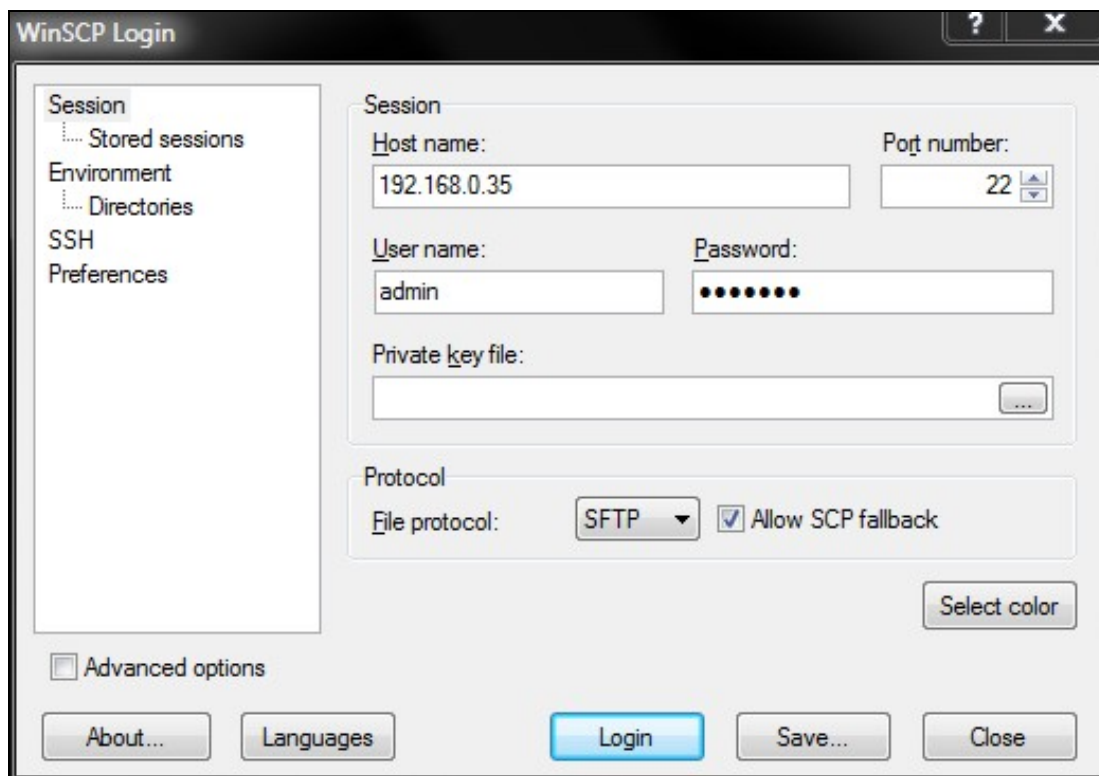 WinSCP Login
?
X
Session
Stored sessions
Environment
Directories
SSH
Preferences
Session
Host name:
Port number:
192.168.0.35
22
User name:
Password:
admin
•••••••
Private key file:
...
Protocol
File protocol:
SFTP
Allow SCP fallback
Select color
Advanced options
About...
Languages
Login
Save...
Close